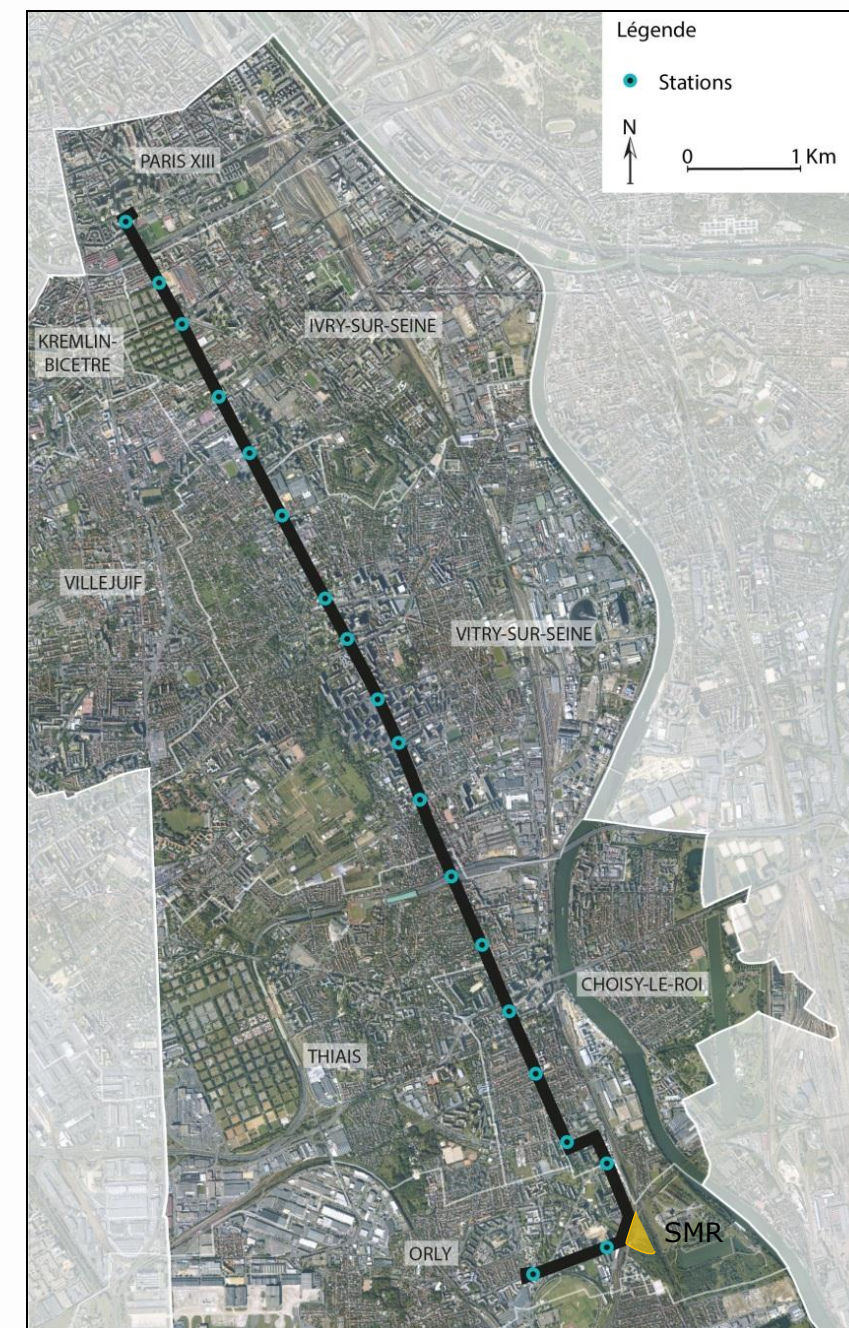 Légende
Stations
N
0 1 Km
PARIS XIII
IVRY-SUR-SEINE
KREMLIN-
BICETRE
VILLEJUIF
VITRY-SUR-SEINE
CHOISY-LE-ROI
THIAIS
SMR
ORLY